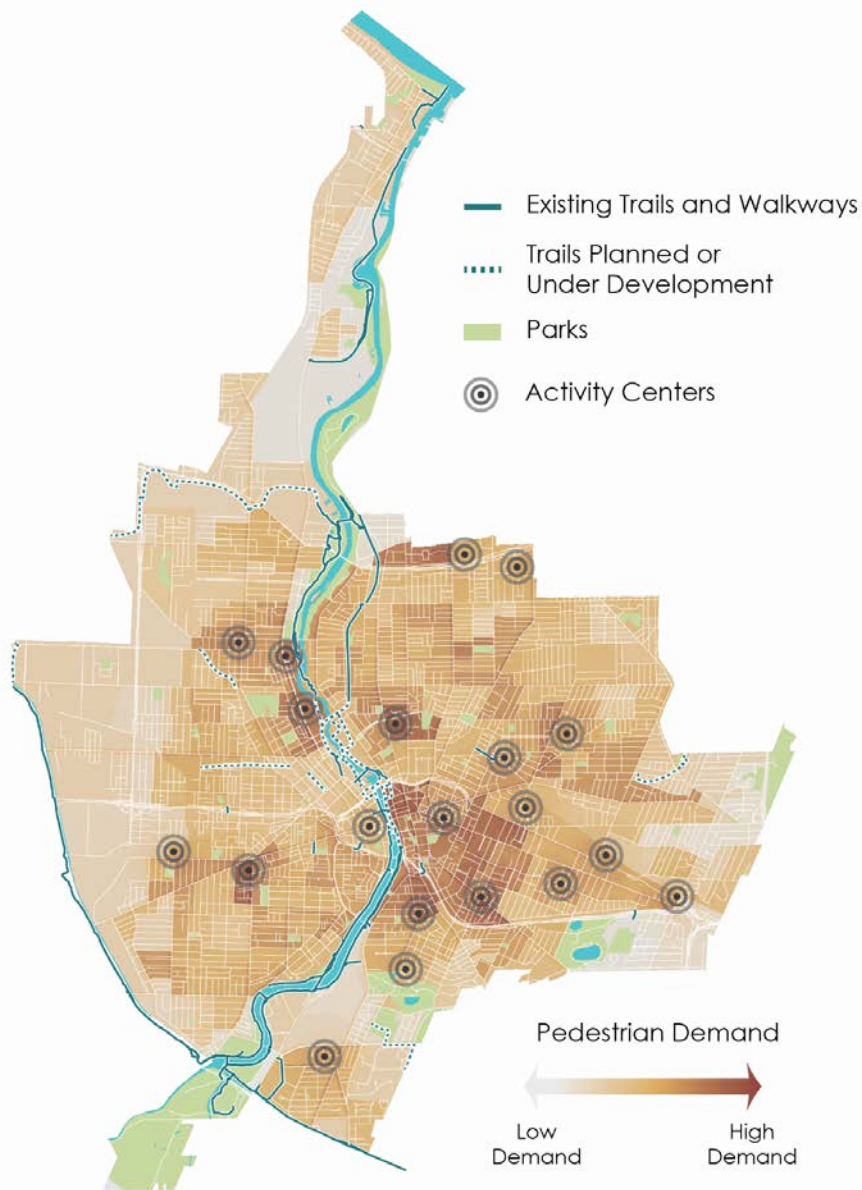 Existing Trails and Walkways
Trails Planned or
Under Development
Parks
Activity Centers
Pedestrian Demand
Low
Demand
High
Demand